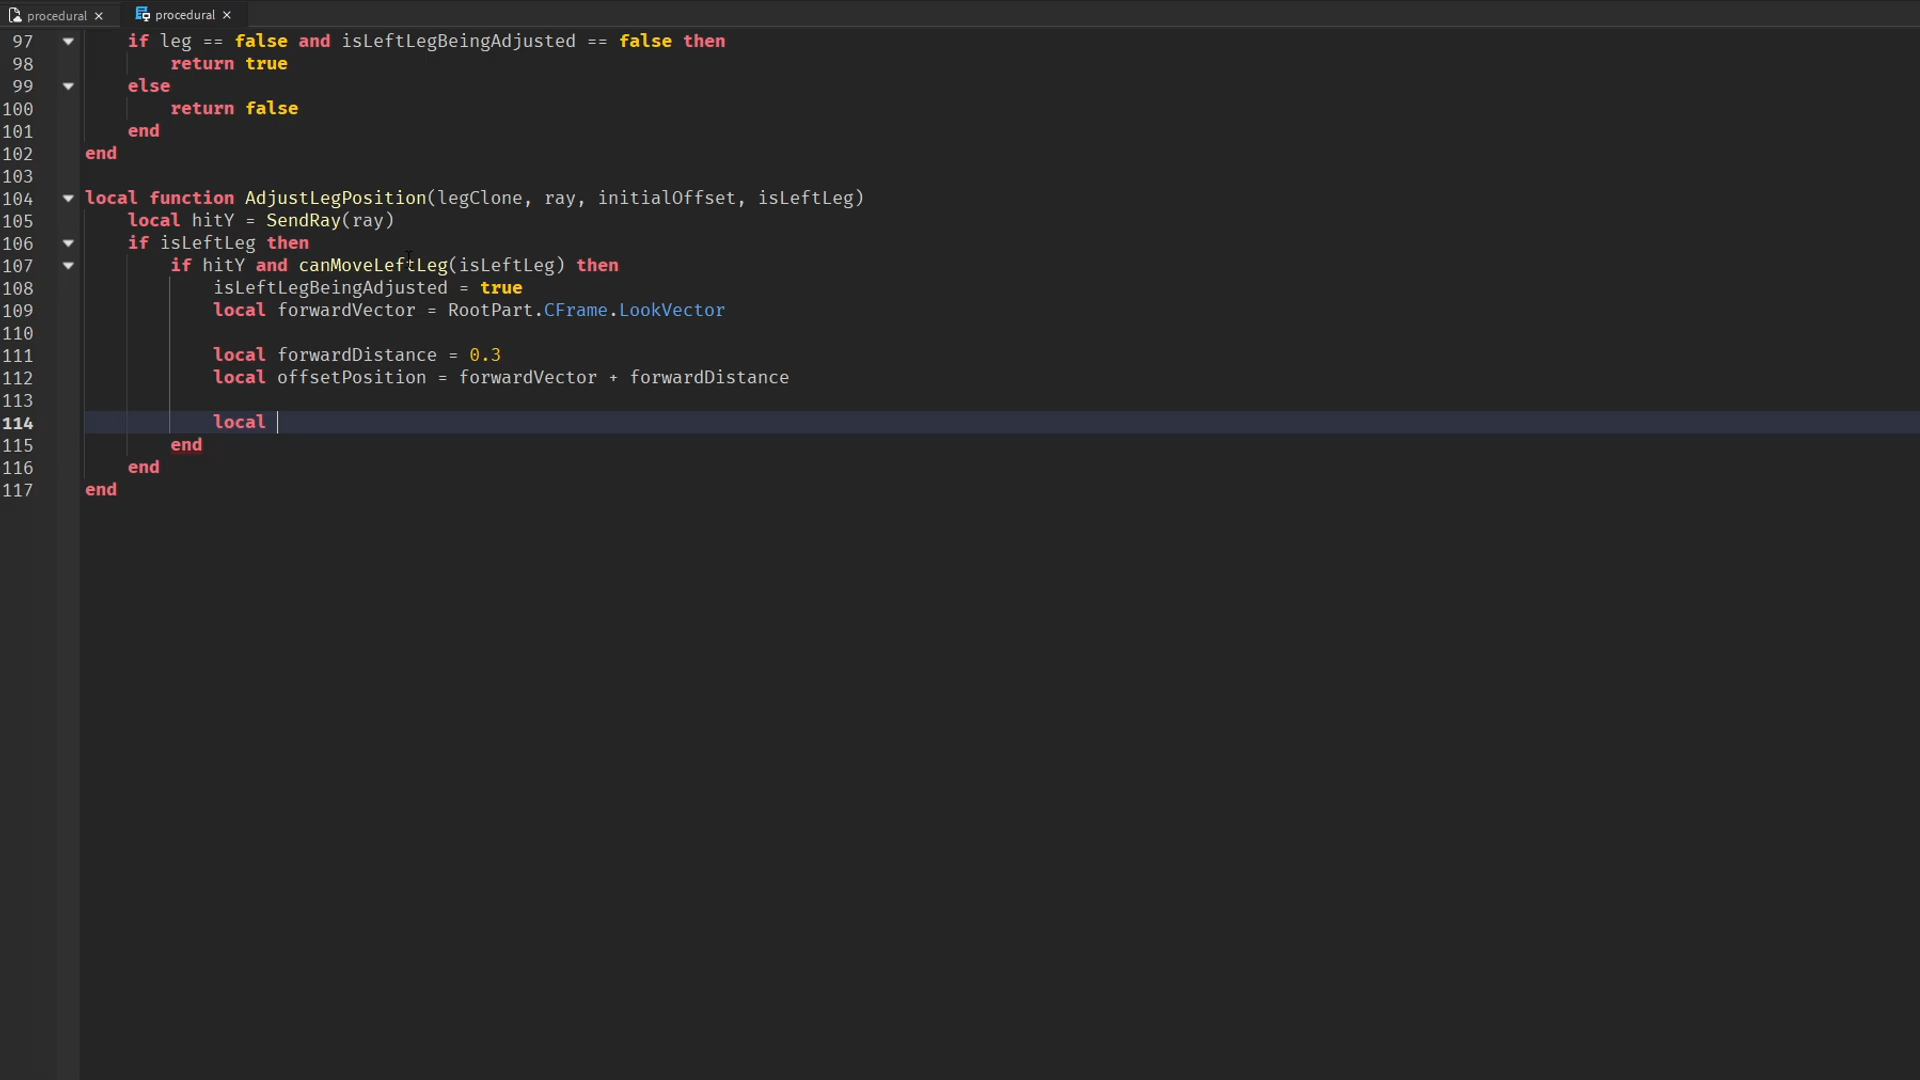 procedural × procedural ×
97 if leg == false and isLeftLegBeingAdjusted == false then
98 return true
99 else
100 return false
101 end
102 end
103
104 local function AdjustLegPosition(legClone, ray, initialOffset, isLeftLeg)
105 local hitY = SendRay(ray)
106 if isLeftLeg then
107 if hitY and canMoveLeftLeg(isLeftLeg) then
108 isLeftLegBeingAdjusted = true
109 local forwardVector = RootPart.CFrame.LookVector
110
111 local forwardDistance = 0.3
112 local offsetPosition = forwardVector + forwardDistance
113
114 local
115 end
116 end
117 end